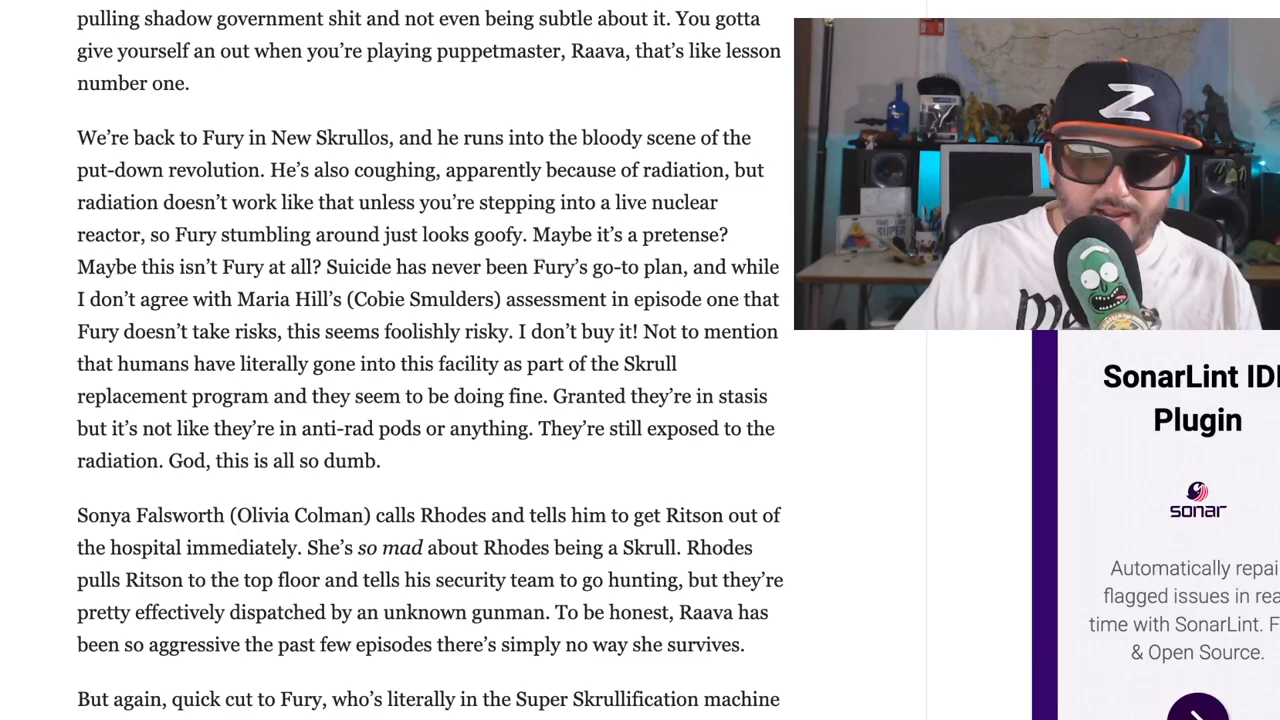 pulling shadow government shit and not even being subtle about it. You gotta
give yourself an out when you’re playing puppetmaster, Raava, that’s like lesson
number one.
We’re back to Fury in New Skrullos, and he runs into the bloody scene of the
put-down revolution. He’s also coughing, apparently because of radiation, but
radiation doesn’t work like that unless you’re stepping into a live nuclear
reactor, so Fury stumbling around just looks goofy. Maybe it’s a pretense?
Maybe this isn’t Fury at all? Suicide has never been Fury’s go-to plan, and while
I don’t agree with Maria Hill’s (Cobie Smulders) assessment in episode one that
Fury doesn’t take risks, this seems foolishly risky. I don’t buy it! Not to mention
that humans have literally gone into this facility as part of the Skrull
replacement program and they seem to be doing fine. Granted they’re in stasis
but it’s not like they’re in anti-rad pods or anything. They’re still exposed to the
radiation. God, this is all so dumb.
Sonya Falsworth (Olivia Colman) calls Rhodes and tells him to get Ritson out of
the hospital immediately. She’s so mad about Rhodes being a Skrull. Rhodes
pulls Ritson to the top floor and tells his security team to go hunting, but they’re
pretty effectively dispatched by an unknown gunman. To be honest, Raava has
been so aggressive the past few episodes there’s simply no way she survives.
But again, quick cut to Fury, who’s literally in the Super Skrullification machine
Z
SUPER
SonarLint ID
Plugin
sonar
Automatically repai
flagged issues in rea
time with SonarLint. F
& Open Source.